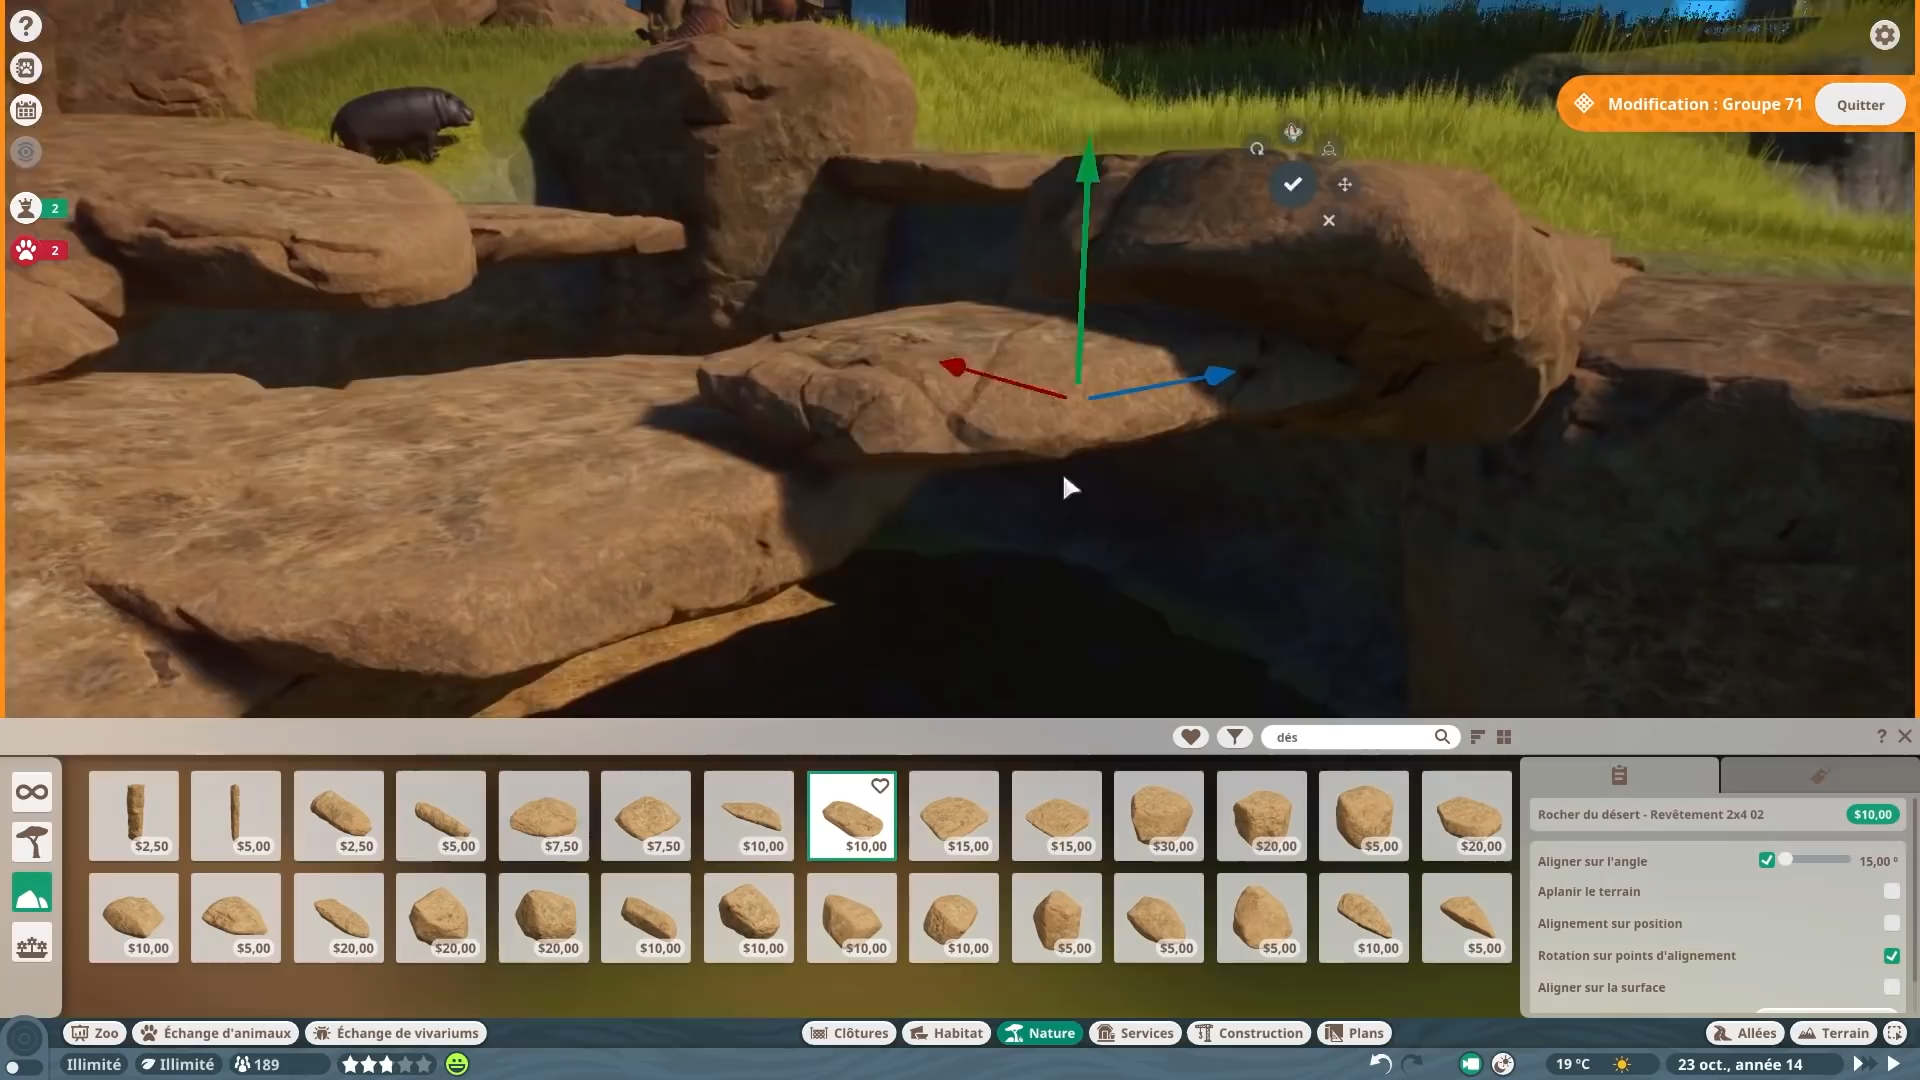 ?
Modification : Groupe 71
Quitter
2
2
dés
?
$2,50
$5,00
$2,50
$5,00
$7,50
$7,50
$10,00
$10,00
$15,00
$15,00
$30,00
$20,00
$5,00
$20,00
$10,00
$5,00
$20,00
$20,00
$20,00
$10,00
$10,00
$10,00
$10,00
$5,00
$5,00
$5,00
$10,00
$5,00
Rocher du désert - Revêtement 2x4 02
$10,00
Aligner sur l'angle
15,00 °
Aplanir le terrain
Alignement sur position
Rotation sur points d'alignement
Aligner sur la surface
Zoo
Échange d'animaux
Échange de vivariums
Clôtures
Habitat
Nature
Services
Construction
Plans
Allées
Terrain
Illimité
Illimité
189
19 °C
23 oct., année 14